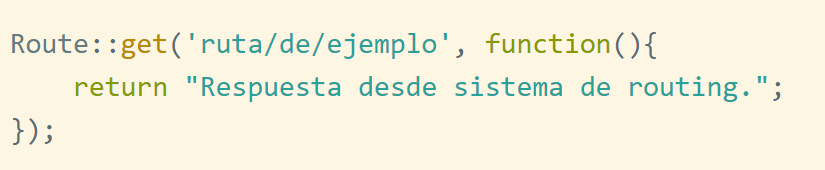 Route::get('ruta/de/ejemplo', function(){
    return "Respuesta desde sistema de routing.";
});